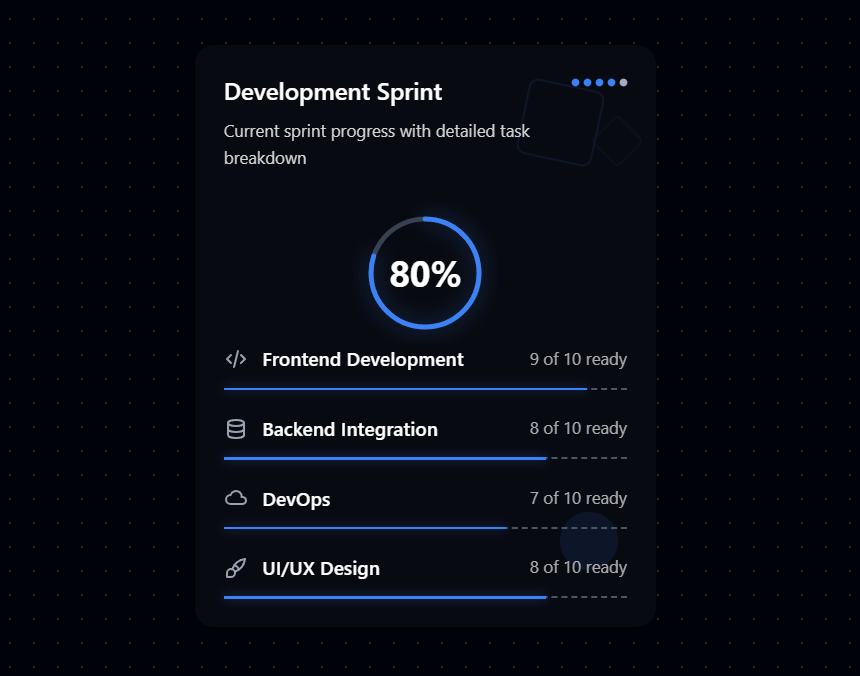 Development Sprint
Current sprint progress with detailed task
breakdown
80%
Frontend Development 9 of 10 ready
Backend Integration 8 of 10 ready
DevOps 7 of 10 ready
UI/UX Design 8 of 10 ready